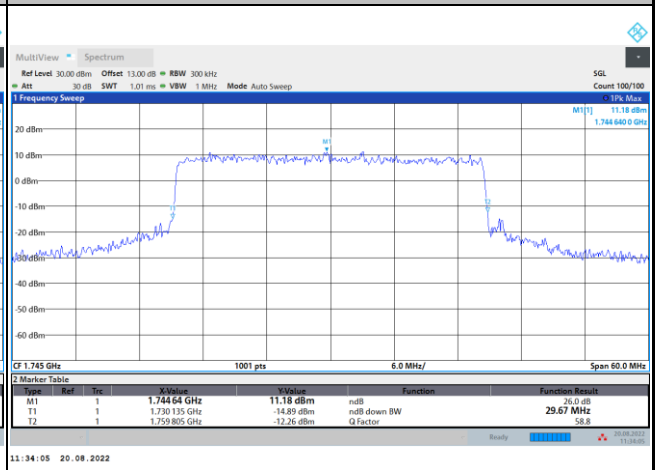 MultiView Spectrum
Ref Level 30.00 dBm Offset 13.00 dB RBW 300 kHz SGL
Att 30 dB SWT 1.01 ms VBW 1 MHz Mode Auto Sweep Count 100/100
1 Frequency Sweep 1Pk Max
M1[1] 11.18 dBm
1.744 640 0 GHz
M1
20 dBm
10 dBm
0 dBm
-10 dBm
-20 dBm
-30 dBm
-40 dBm
-50 dBm
-60 dBm
CF 1.745 GHz 1001 pts 6.0 MHz/ Span 60.0 MHz
2 Marker Table
Type Ref Trc X-Value Y-Value Function Function Result
M1 1 1.744 64 GHz 11.18 dBm ndB 26.0 dB
T1 1 1.730 135 GHz -14.89 dBm ndB down BW 29.67 MHz
T2 1 1.759 805 GHz -12.26 dBm Q Factor 58.8
Ready 20.08.2022
11:34:05
11:34:05 20.08.2022